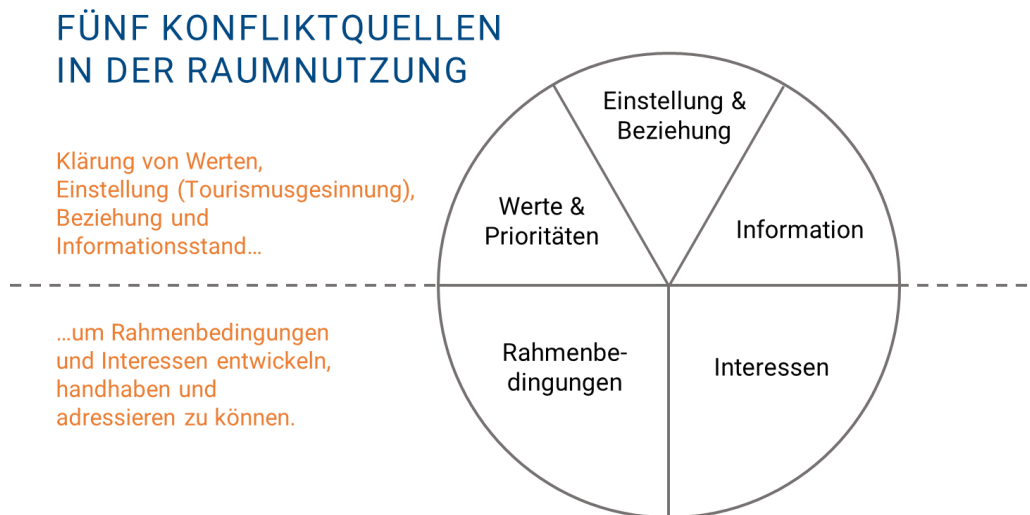 FÜNF KONFLIKTQUELLEN
IN DER RAUMNUTZUNG
Klärung von Werten,
Einstellung (Tourismusgesinnung),
Beziehung und
Informationsstand…
…um Rahmenbedingungen
und Interessen entwickeln,
handhaben und
adressieren zu können.
Einstellung &
Beziehung
Werte &
Prioritäten
Information
Rahmenbe-
dingungen
Interessen